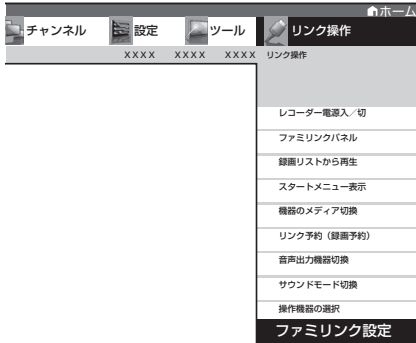 ホーム
チャンネル 設定 ツール リンク操作
XXXX XXXX XXXX リンク操作
レコーダー電源入／切
ファミリンクパネル
録画リストから再生
スタートメニュー表示
機器のメディア切換
リンク予約（録画予約）
音声出力機器切換
サウンドモード切換
操作機器の選択
ファミリンク設定